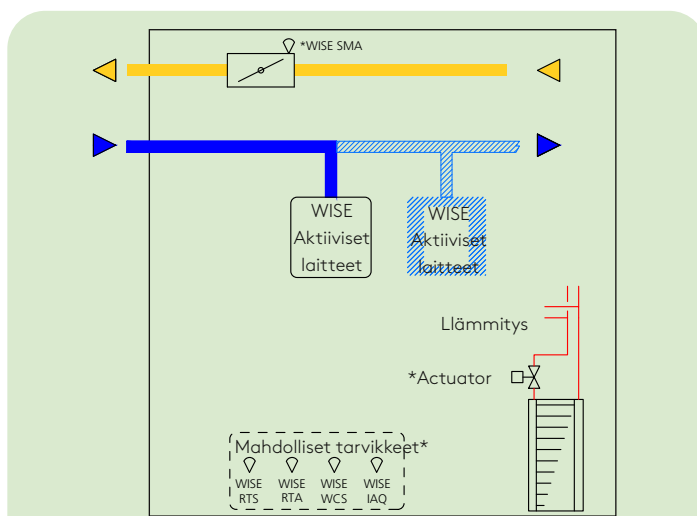 *WISE SMA
WISE
Aktiiviset
laitteet
WISE
Aktiiviset
laitteet
Llämmitys
*Actuator
Mahdolliset tarvikkeet*
WISE
RTS
WISE
RTA
WISE
WCS
WISE
IAQ